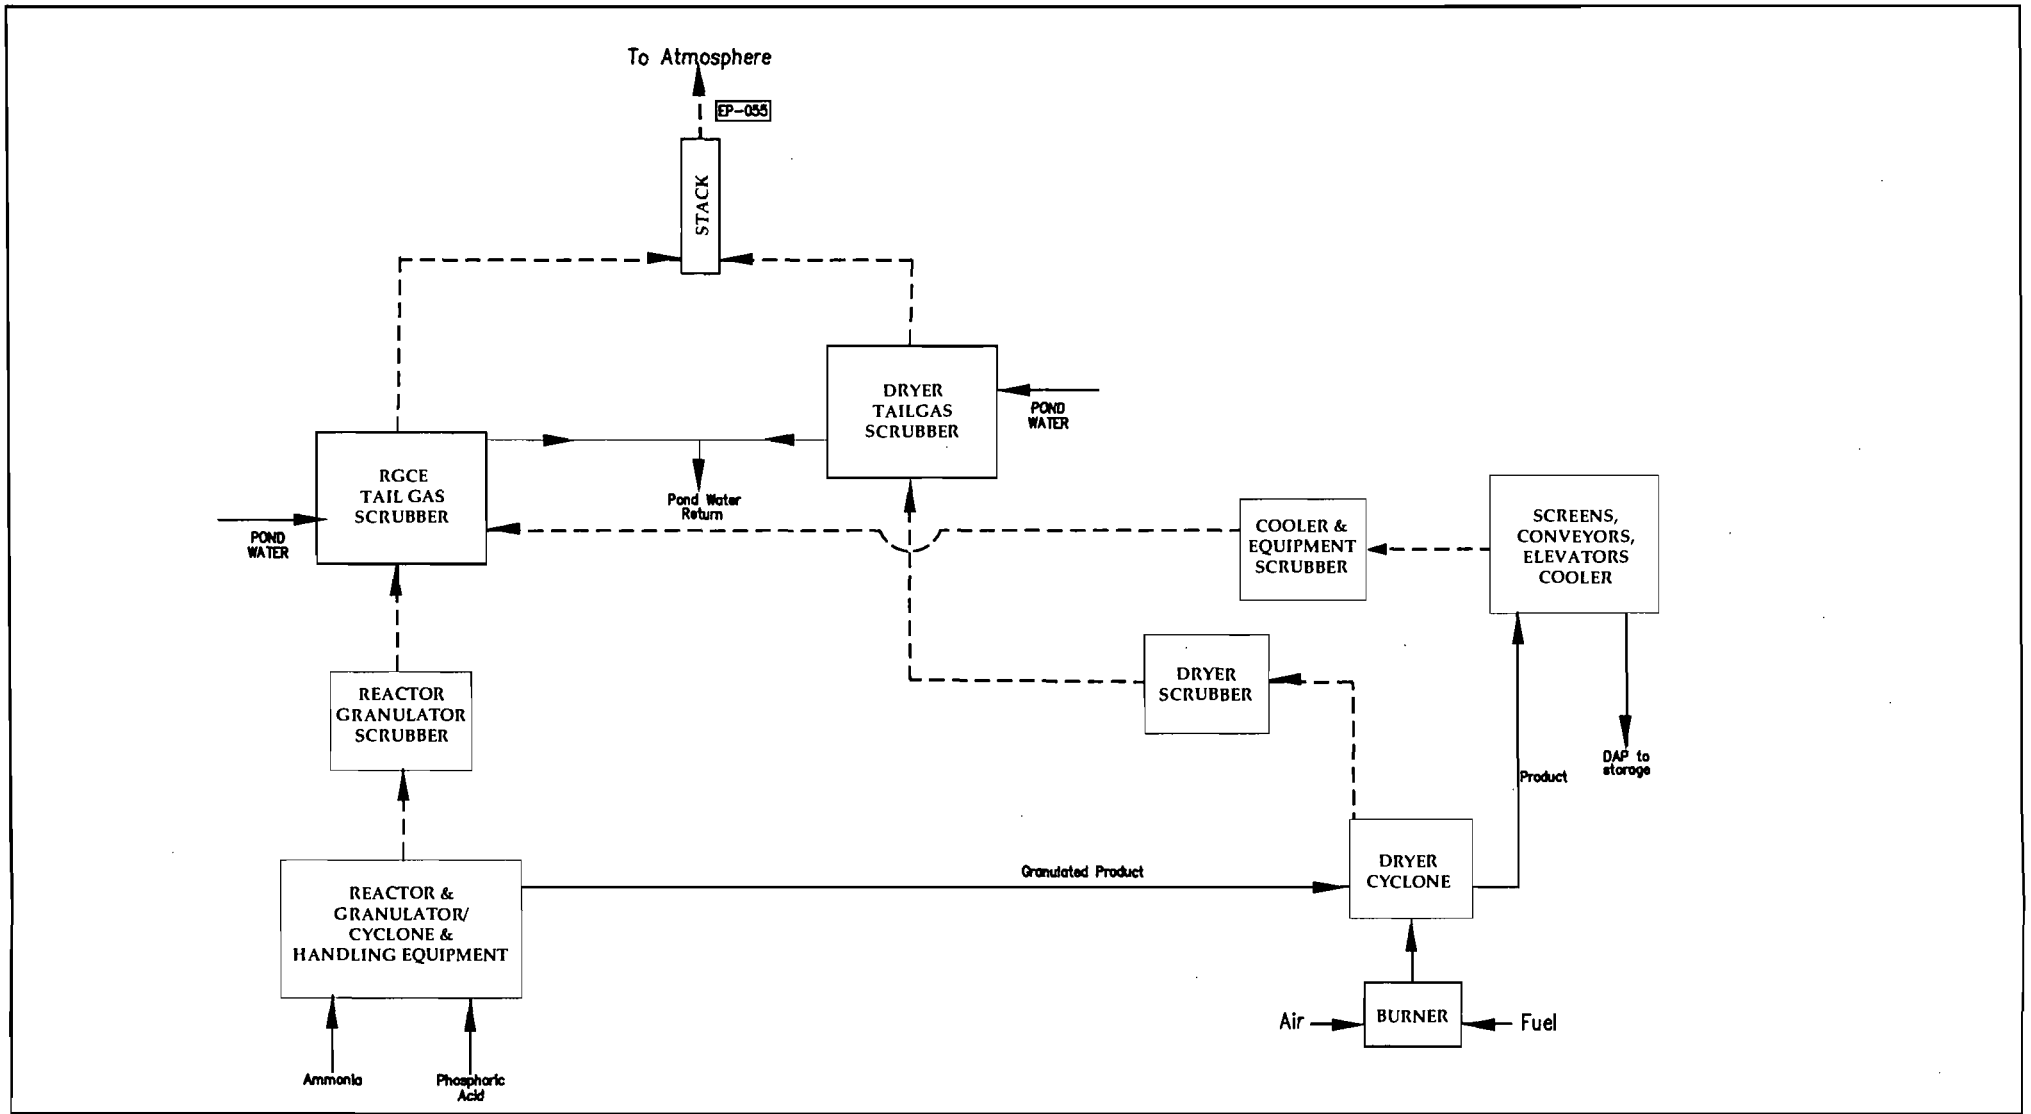 To Atmosphere
EP-055
STACK
DRYER
TAILGAS
SCRUBBER
POND
WATER
RGCE
TAIL GAS
SCRUBBER
POND
WATER
Pond Water
Return
COOLER &
EQUIPMENT
SCRUBBER
SCREENS,
CONVEYORS,
ELEVATORS
COOLER
REACTOR
GRANULATOR
SCRUBBER
DRYER
SCRUBBER
DAP to
storage
Product
REACTOR &
GRANULATOR/
CYCLONE &
HANDLING EQUIPMENT
Granulated Product
DRYER
CYCLONE
Air
BURNER
Fuel
Ammonia
Phosphoric
Acid